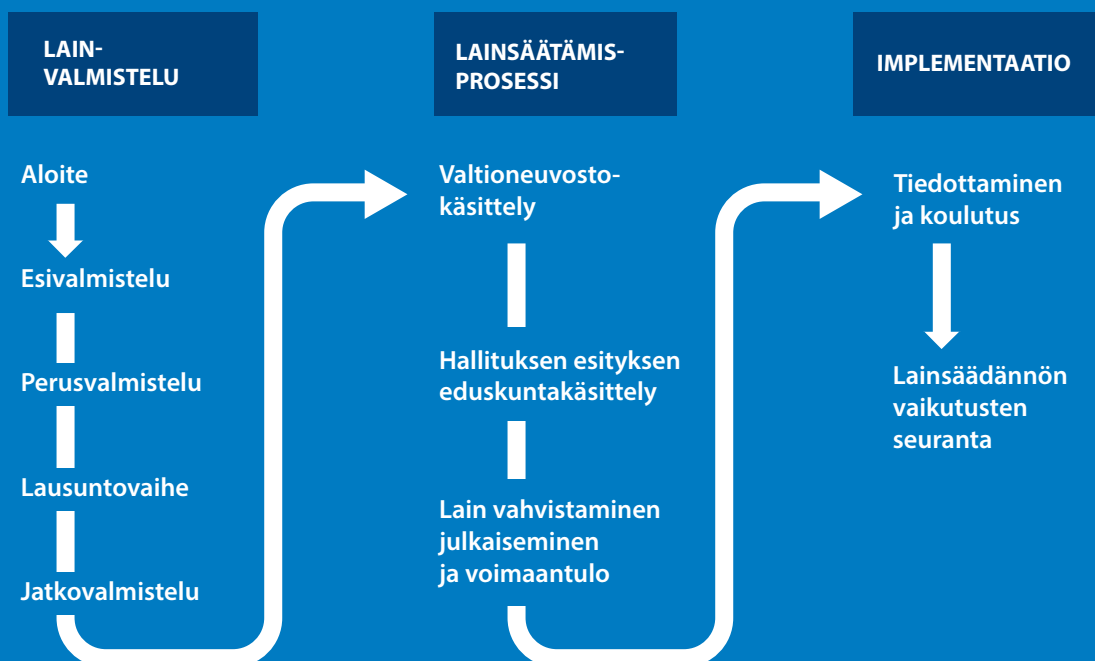 LAIN-
VALMISTELU
Aloite
Esivalmistelu
Perusvalmistelu
Lausuntovaihe
Jatkovalmistelu
LAINSÄÄTÄMIS-
PROSESSI
Valtioneuvosto-
käsittely
Hallituksen esityksen
eduskuntakäsittely
Lain vahvistaminen
julkaiseminen
ja voimaantulo
IMPLEMENTAATIO
Tiedottaminen
ja koulutus
Lainsäädännön
vaikutusten
seuranta